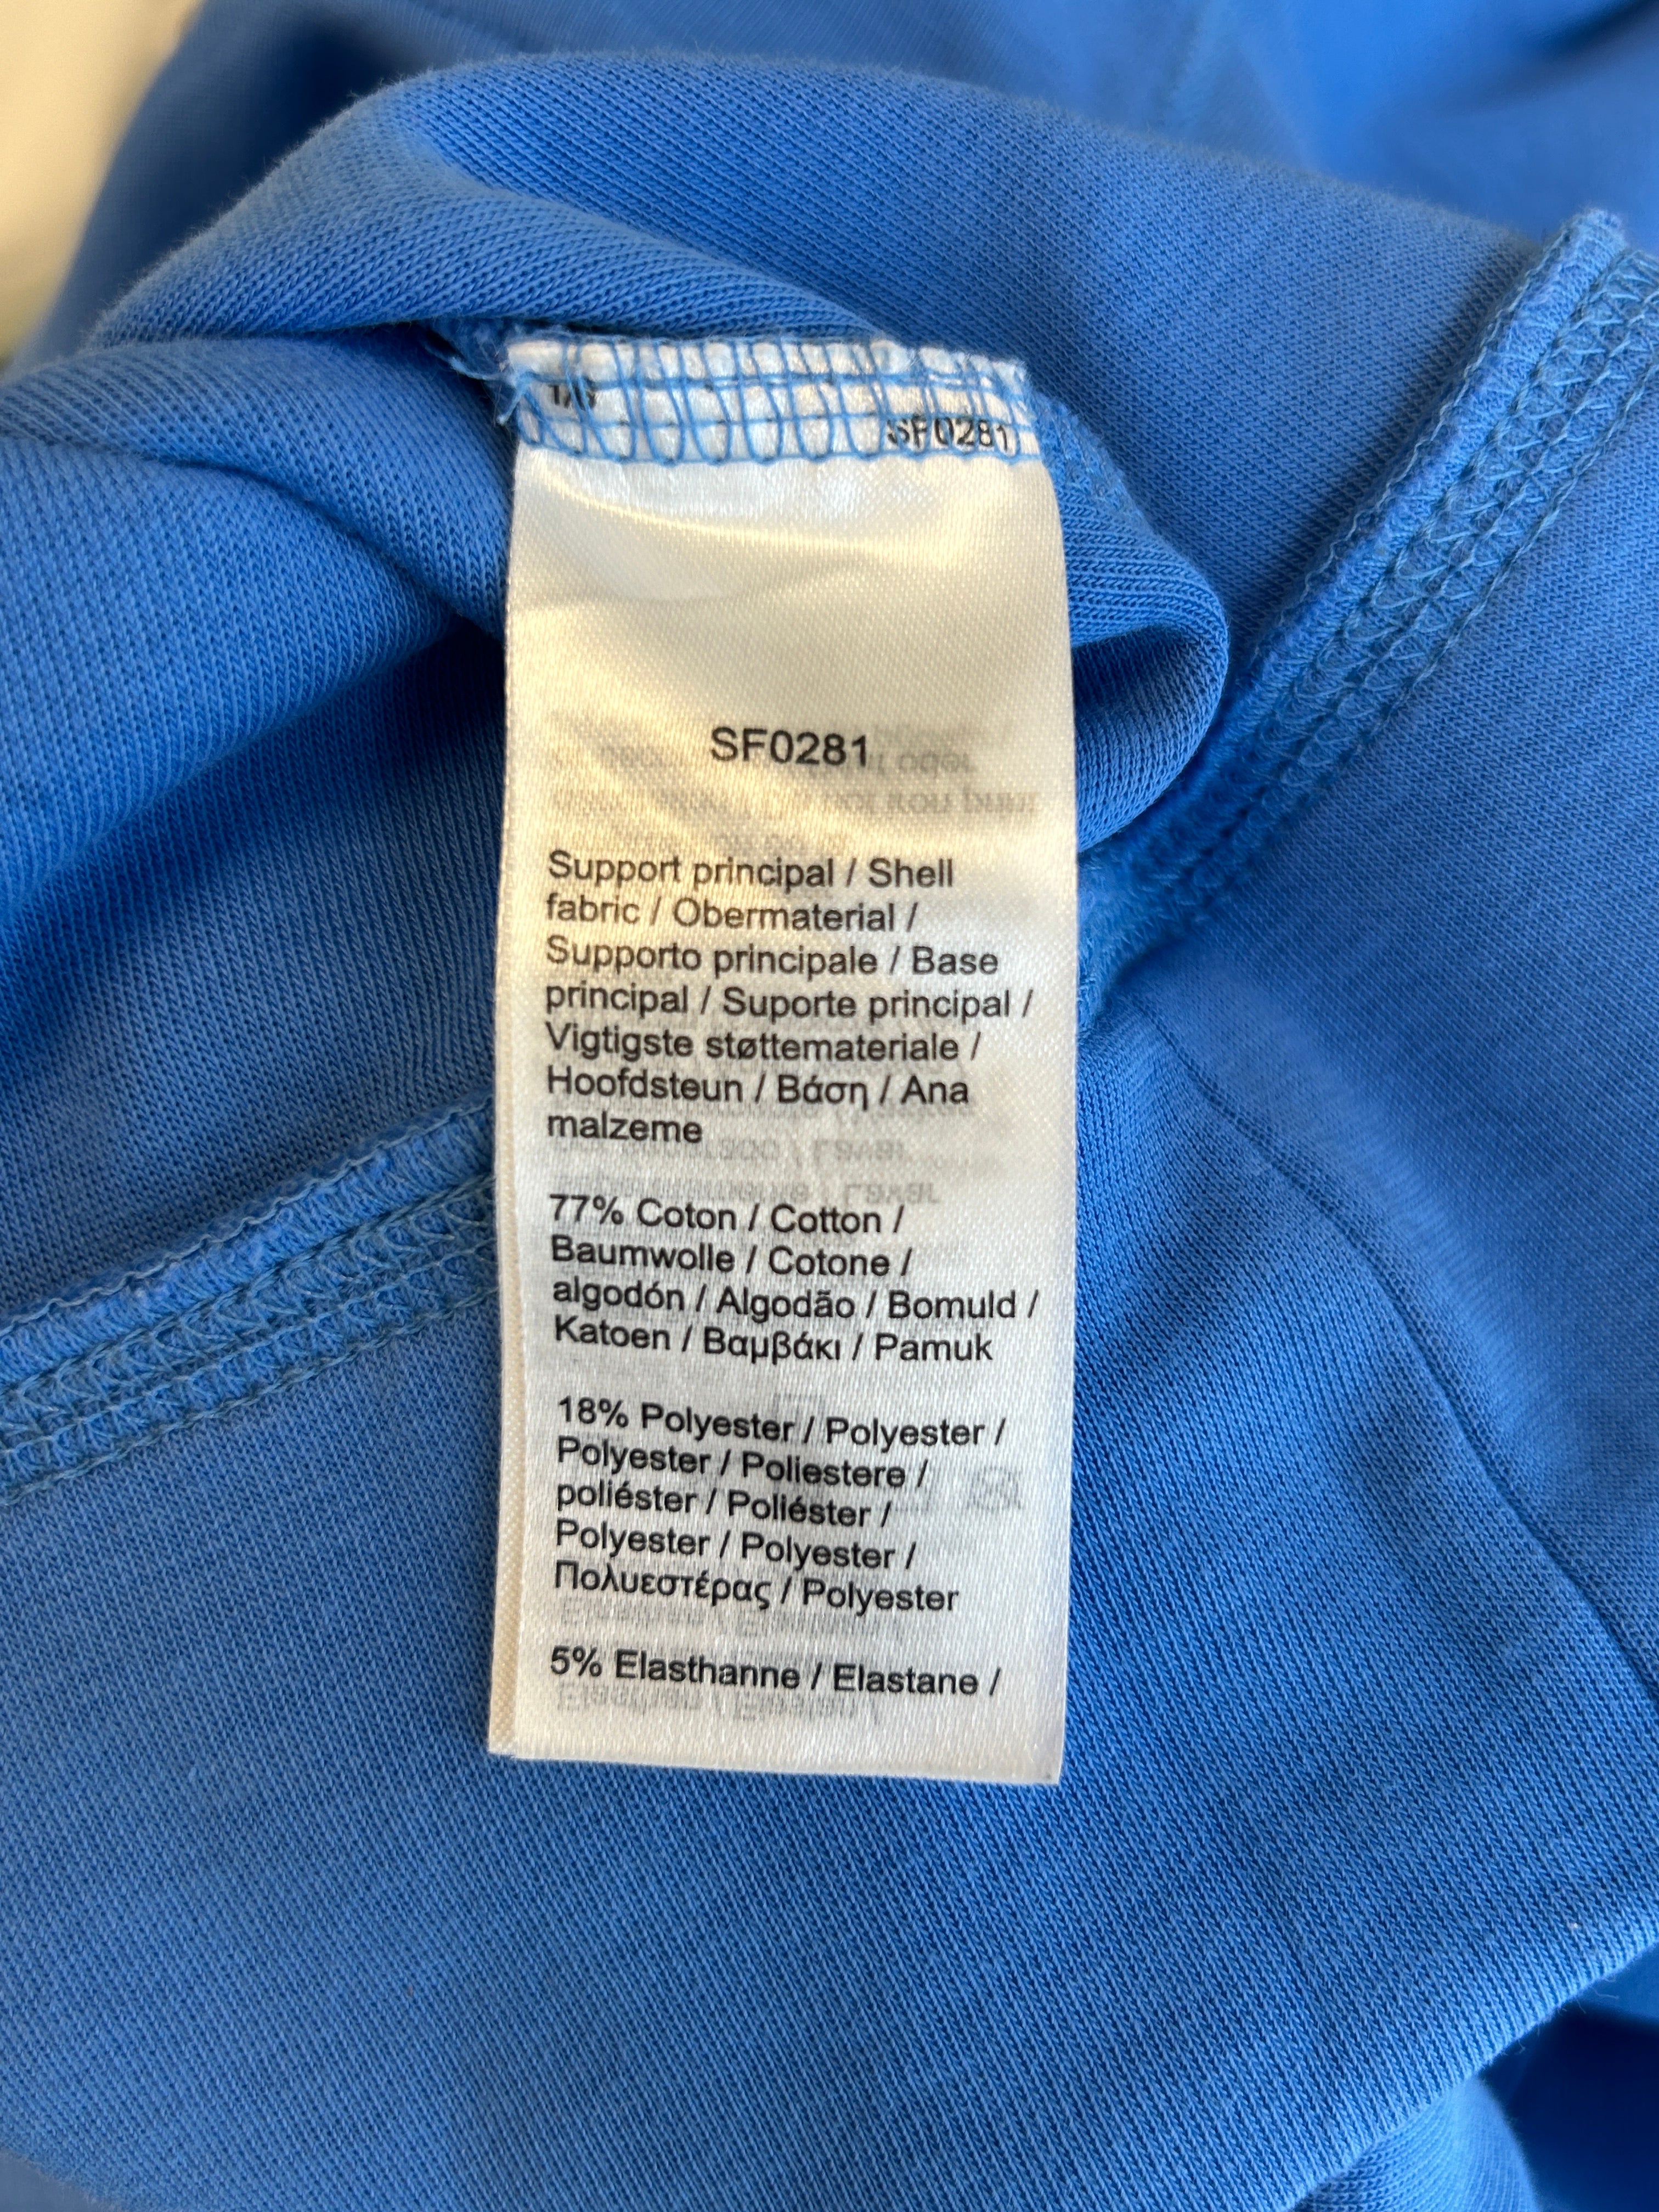 SF0281
SF0281
Support principal / Shell
fabric / Obermaterial /
Supporto principale / Base
principal / Suporte principal /
Vigtigste støttemateriale /
Hoofdsteun / Βάση / Ana
malzeme
77% Coton / Cotton /
Baumwolle / Cotone /
algodón / Algodão / Bomuld /
Katoen / Βαμβάκι / Pamuk
18% Polyester / Polyester /
Polyester / Poliestere /
poliéster / Poliéster /
Polyester / Polyester /
Πολυεστέρας / Polyester
5% Elasthanne / Elastane /